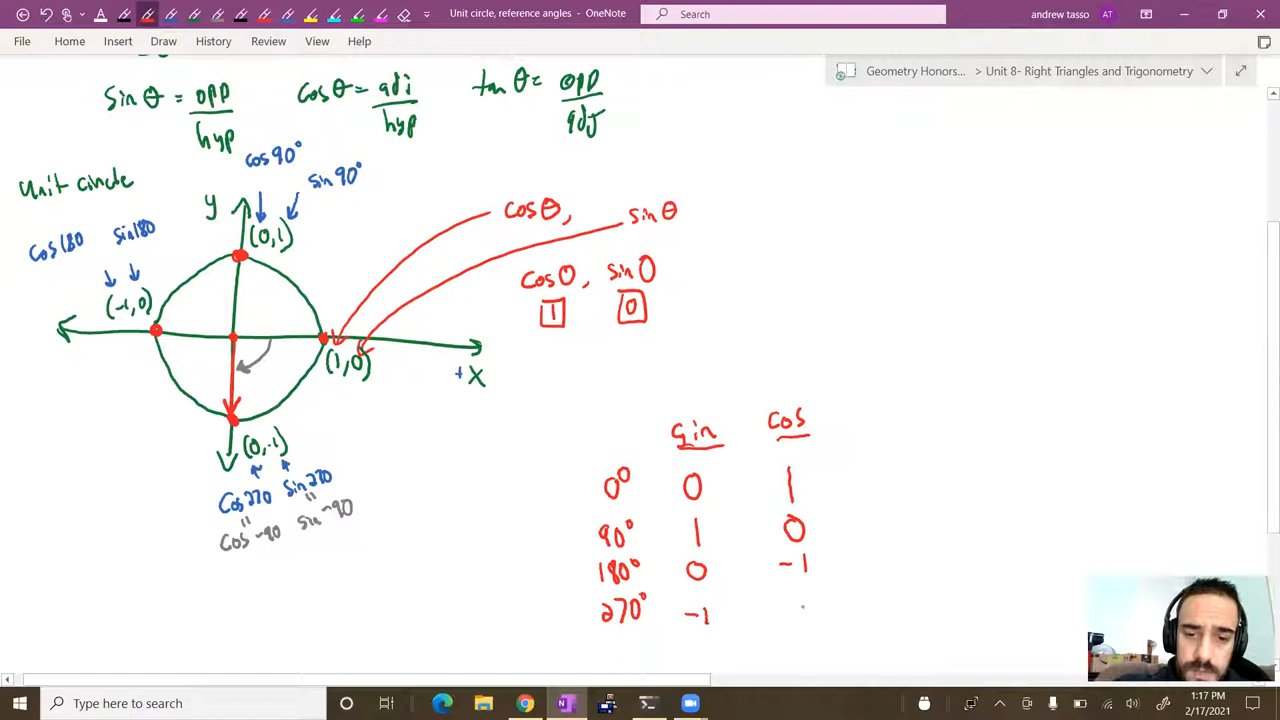 Unit circle, reference angles - OneNote
Search
andrew tasso
AT
File Home Insert Draw History Review View Help
Geometry Honors... > Unit 8- Right Triangles and Trigonometry
sin θ = opp/hyp cos θ = adj/hyp tan θ = opp/adj
unit circle
cos 90°
sin 90°
y
(0,1)
cos θ, sin θ
cos 180 sin 180
(-1,0)
cos 0, sin 0
1 0
(1,0)
+x
(0,-1)
cos 270 sin 270
= =
cos -90 sin -90
sin cos
0° 0 1
90° 1 0
180° 0 -1
270° -1
Type here to search
1:17 PM
2/17/2021